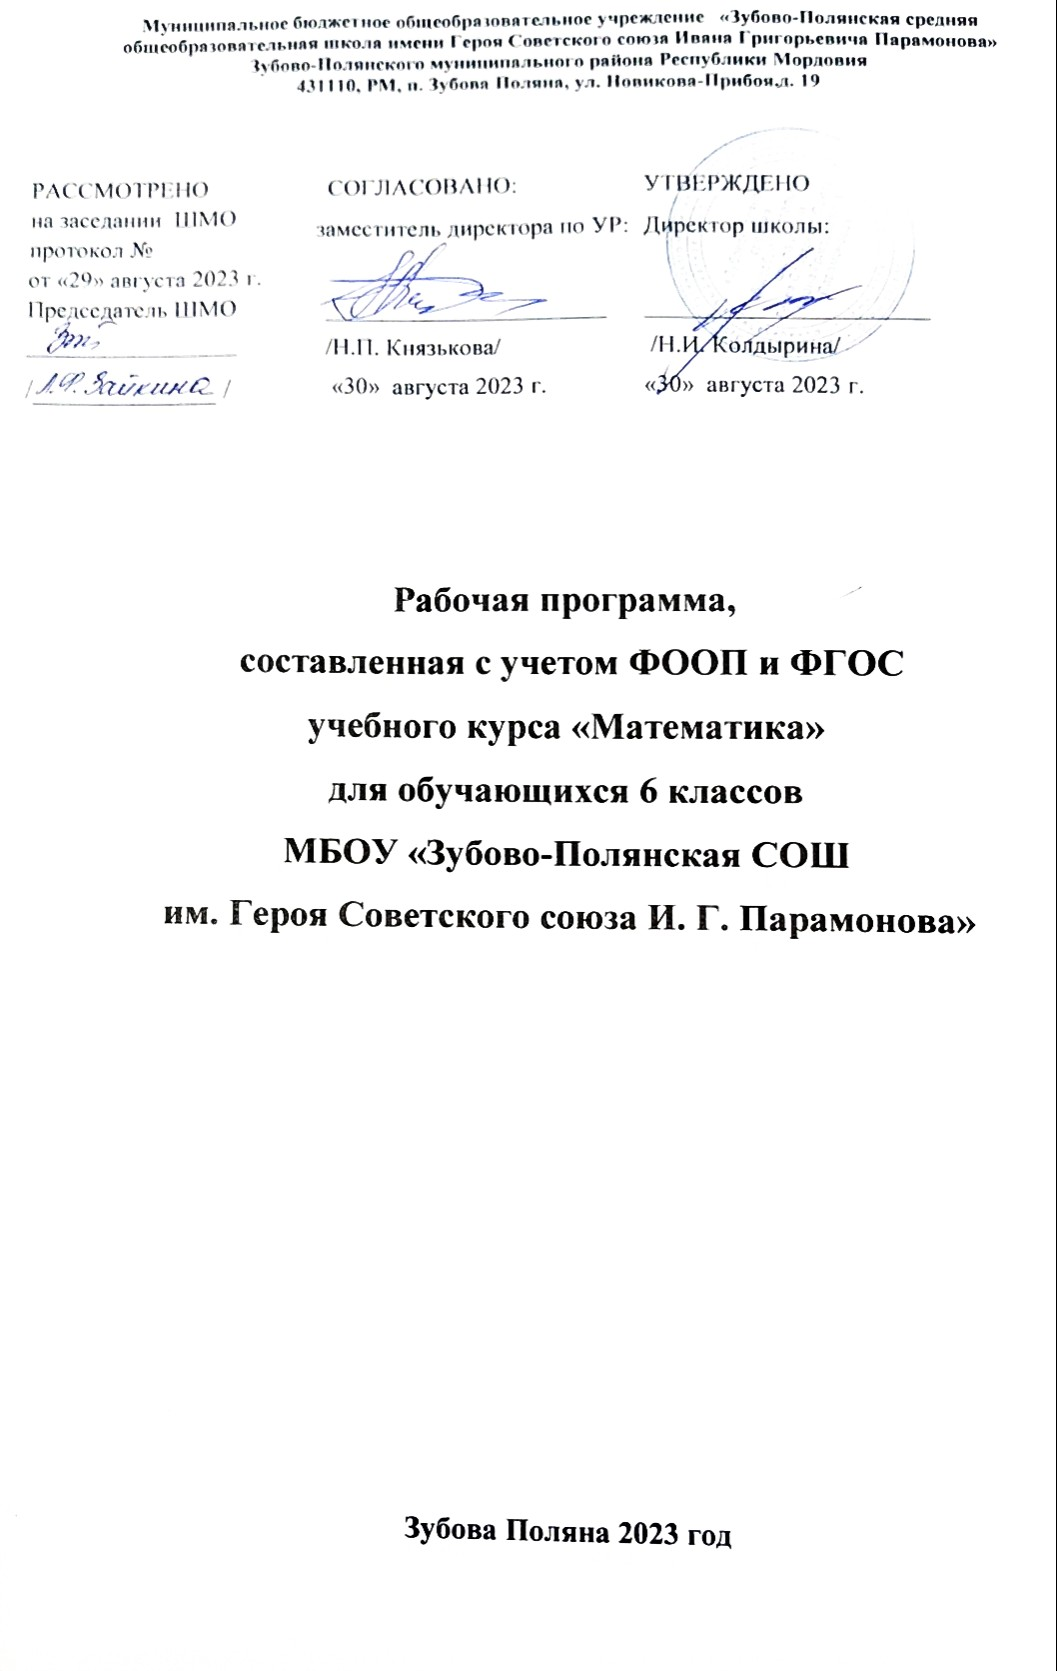 Муниципальное бюджетное общеобразовательное учреждение «Зубово-Полянская средняя
общеобразовательная школа имени Героя Советского союза Ивана Григорьевича Парамонова»
Зубово-Полянского муниципального района Республики Мордовия
431110, РМ, п. Зубова Поляна, ул. Новикова-Прибоя,д. 19
РАССМОТРЕНО
на заседании ШМО
протокол №
от «29» августа 2023 г.
Председатель ШМО
/Л.Ф. Зайкина/
СОГЛАСОВАНО:
заместитель директора по УР:
/Н.П. Князькова/
«30» августа 2023 г.
УТВЕРЖДЕНО
Директор школы:
/Н.И. Колдырина/
«30» августа 2023 г.
Рабочая программа,
составленная с учетом ФООП и ФГОС
учебного курса «Математика»
для обучающихся 6 классов
МБОУ «Зубово-Полянская СОШ
им. Героя Советского союза И. Г. Парамонова»
Зубова Поляна 2023 год